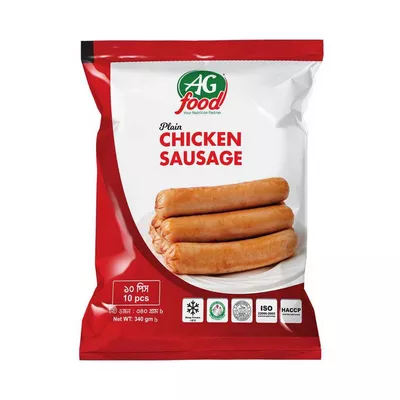 AG
food
Your Nutrition Partner
Plain
CHICKEN
SAUSAGE
১০ পিস
10 pcs
ISO
HACCP
Net WT: 340 gm